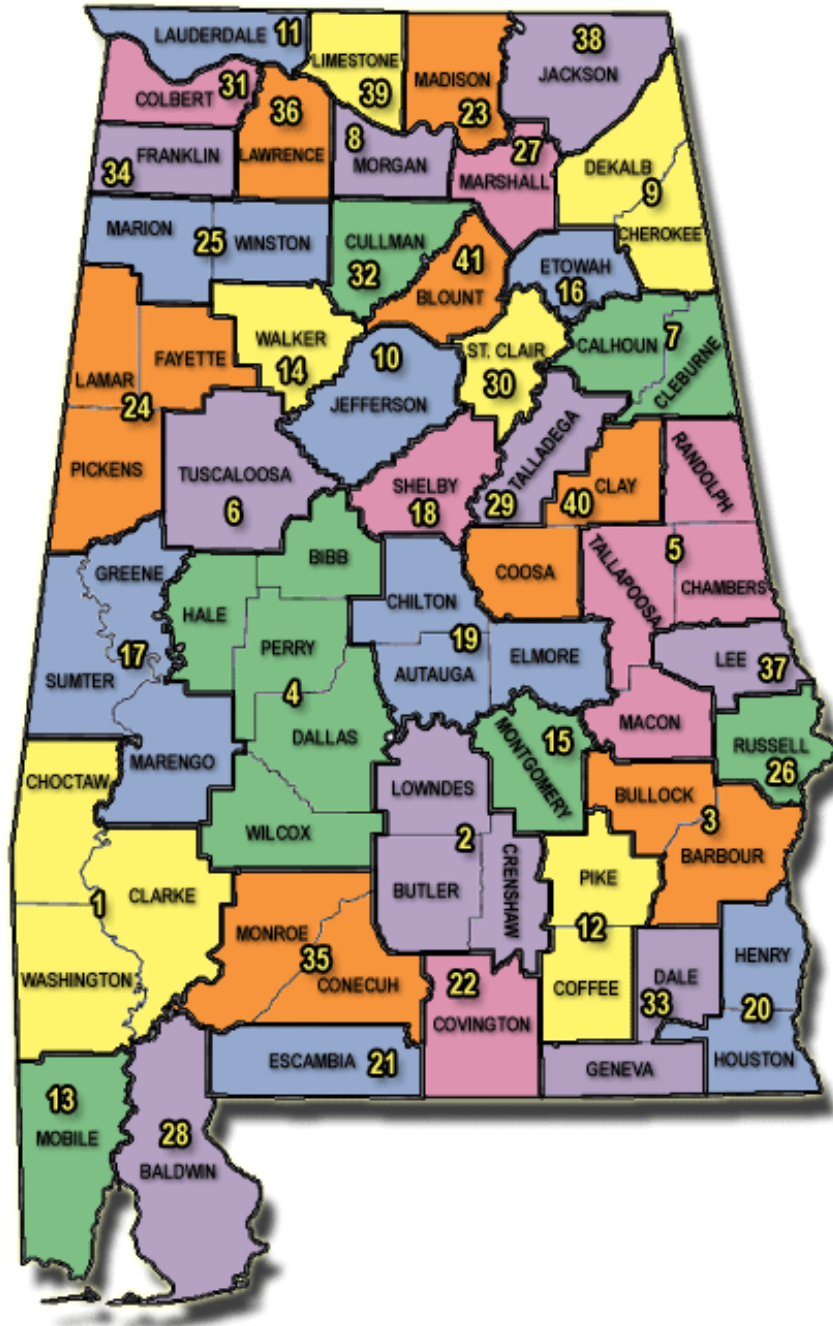 LAUDERDALE 11
LIMESTONE
39
MADISON
23
38
JACKSON
COLBERT 31
36
LAWRENCE
8
MORGAN
27
MARSHALL
34 FRANKLIN
DEKALB
9
CHEROKEE
MARION
25 WINSTON
CULLMAN
32
41
BLOUNT
ETOWAH
16
WALKER
14
10
JEFFERSON
ST. CLAIR
30
CALHOUN 7
CLEBURNE
LAMAR
FAYETTE
24
PICKENS
TUSCALOOSA
6
SHELBY
18
TALLADEGA
29
40 CLAY
RANDOLPH
GREENE
BIBB
COOSA
TALLAPOOSA
5
CHAMBERS
HALE
CHILTON
PERRY
19
ELMORE
17
SUMTER
AUTAUGA
LEE 37
4
DALLAS
MACON
MARENGO
CHOCTAW
LOWNDES
MONTGOMERY
15
RUSSELL
26
BULLOCK
3
BARBOUR
WILCOX
2
BUTLER
CRENSHAW
PIKE
12
COFFEE
CLARKE
1
WASHINGTON
MONROE
35
CONECUH
22
COVINGTON
DALE
33
HENRY
20
HOUSTON
ESCAMBIA 21
GENEVA
13
MOBILE
28
BALDWIN